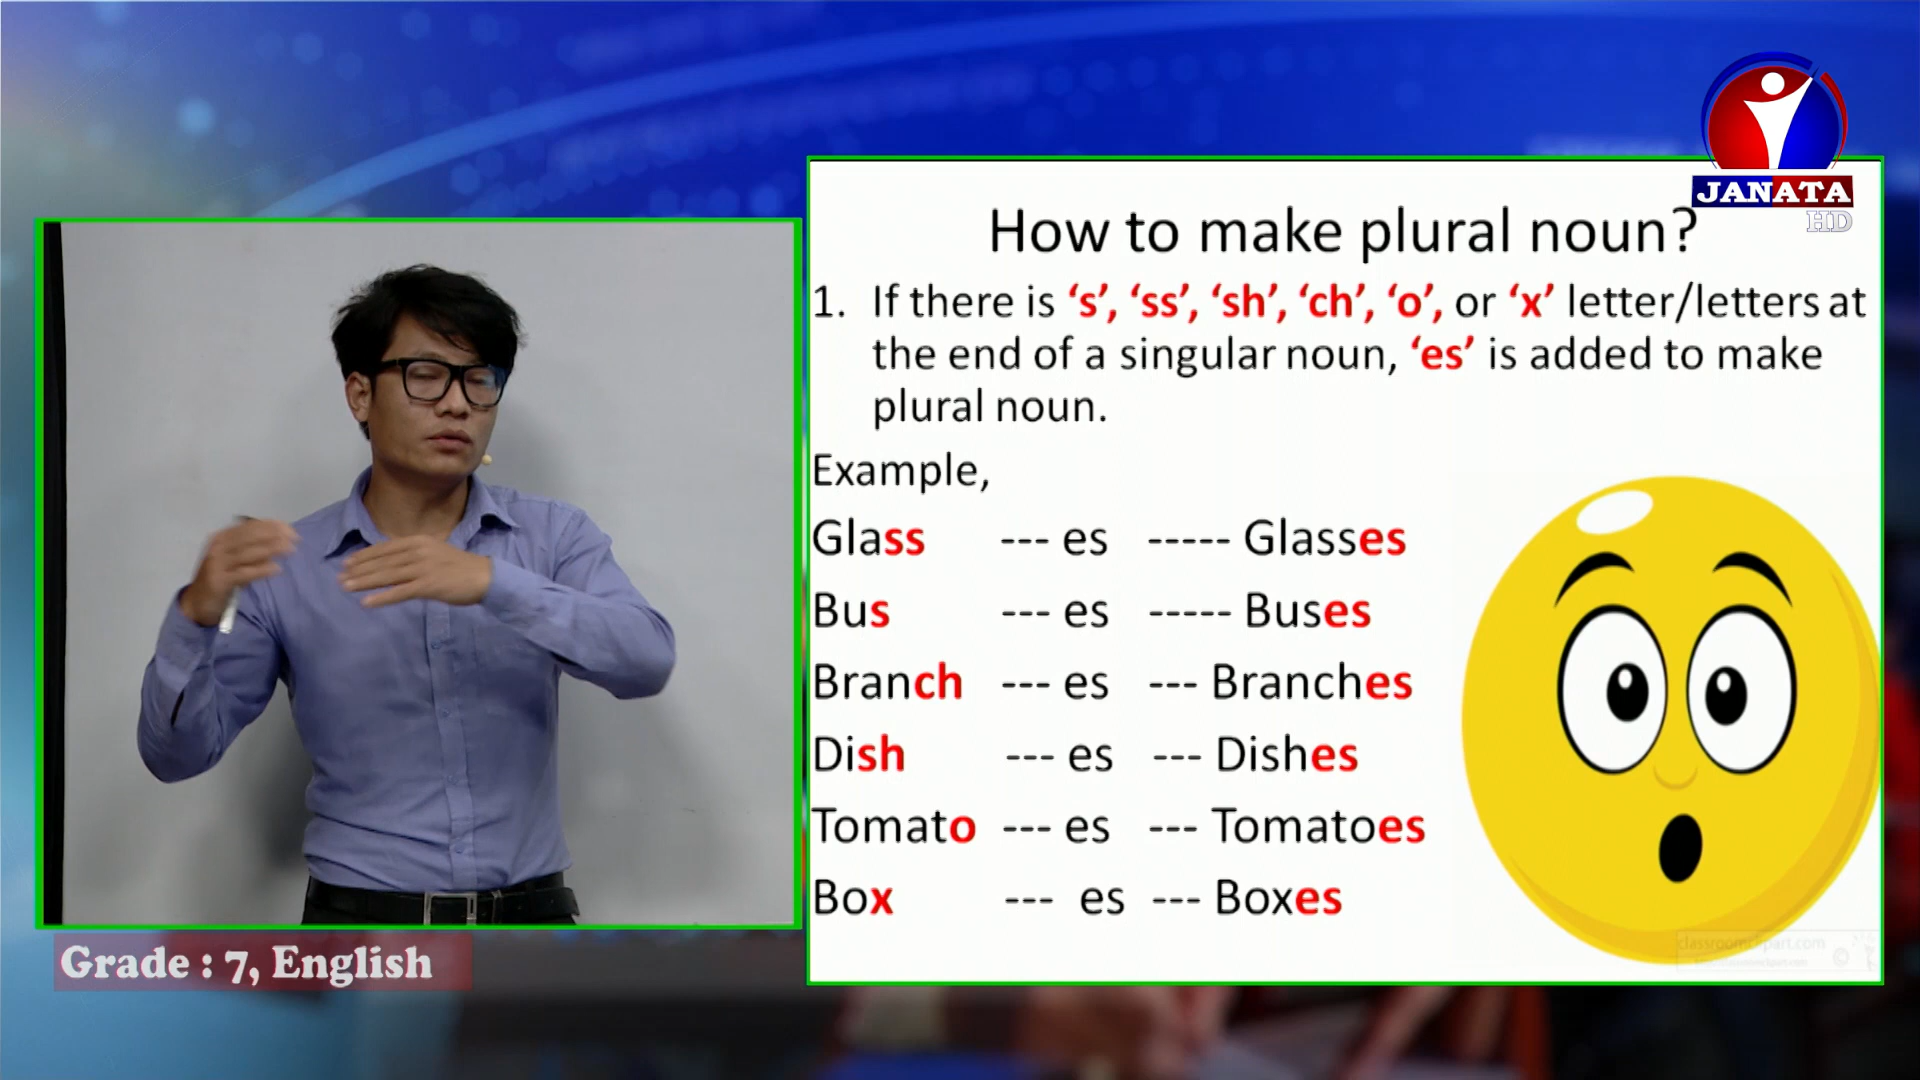 JANATA
HD
How to make plural noun?
1. If there is ‘s’, ‘ss’, ‘sh’, ‘ch’, ‘o’, or ‘x’ letter/letters at
the end of a singular noun, ‘es’ is added to make
plural noun.
Example,
Glass --- es ----- Glasses
Bus --- es ----- Buses
Branch --- es --- Branches
Dish --- es --- Dishes
Tomato --- es --- Tomatoes
Box --- es --- Boxes
classroomclipart.com
©
Grade : 7, English